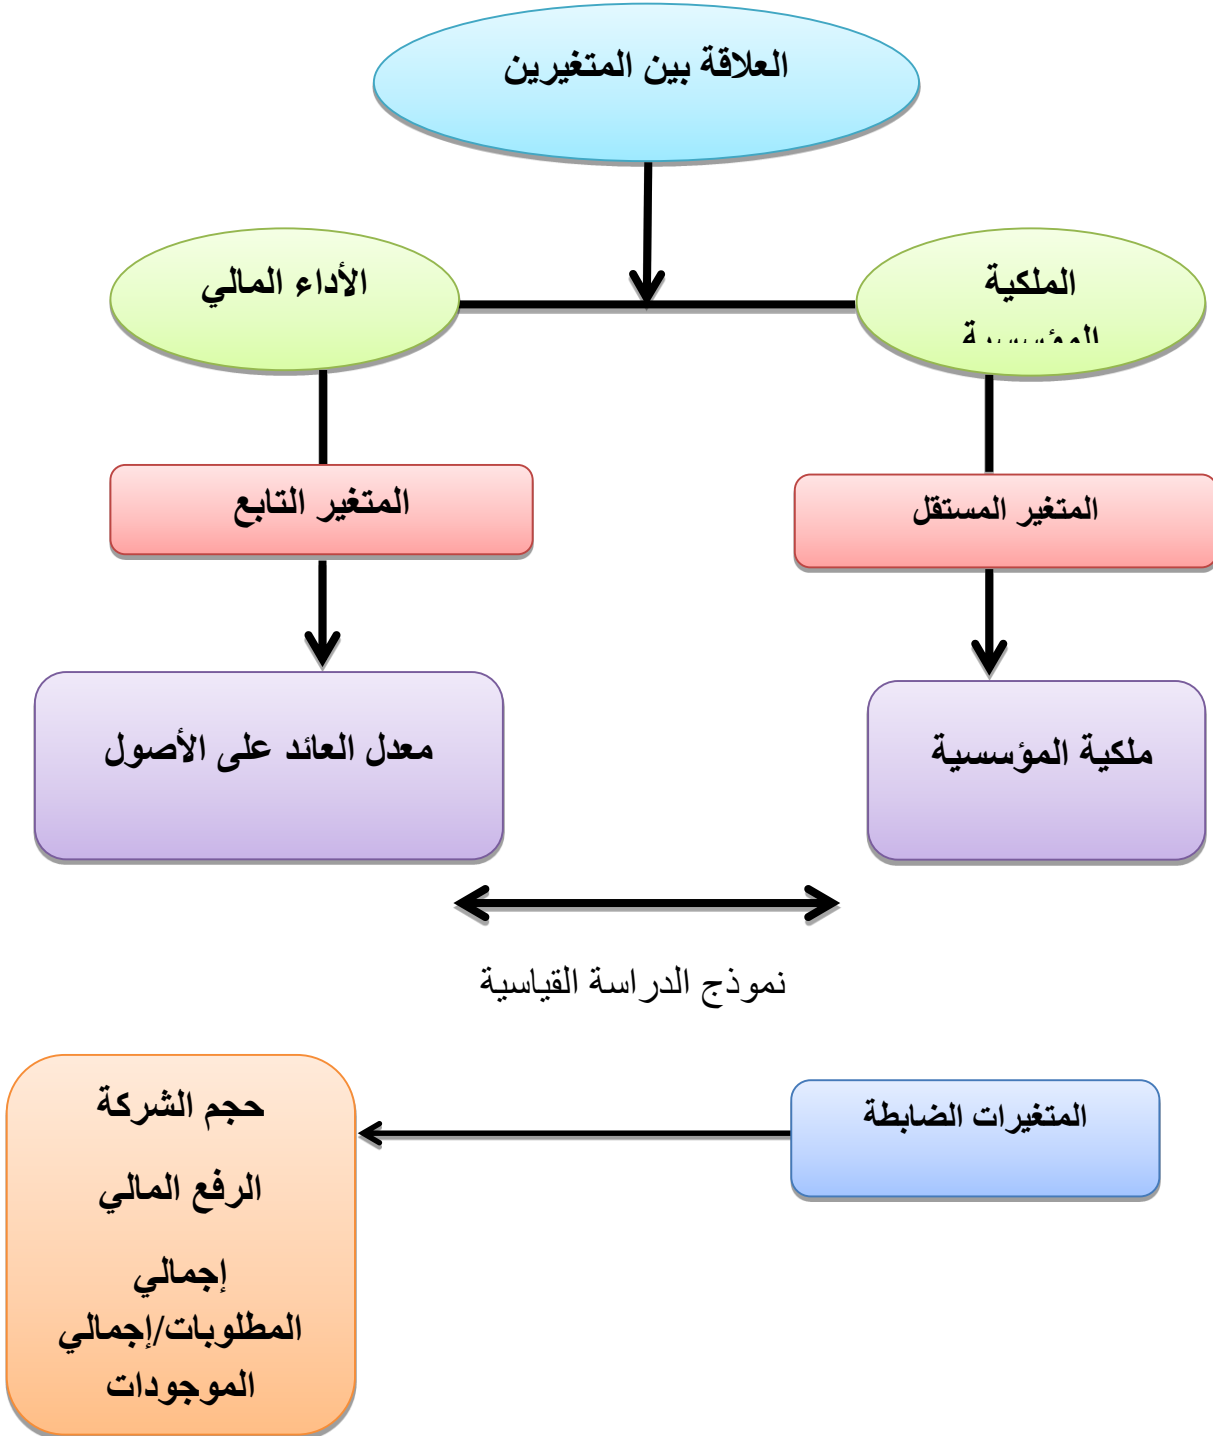 العلاقة بين المتغيرين
الملكية
المؤسسية
الأداء المالي
المتغير المستقل
المتغير التابع
ملكية المؤسسية
معدل العائد على الأصول
نموذج الدراسة القياسية
المتغيرات الضابطة
حجم الشركة
الرفع المالي
إجمالي
المطلوبات/إجمالي
الموجودات